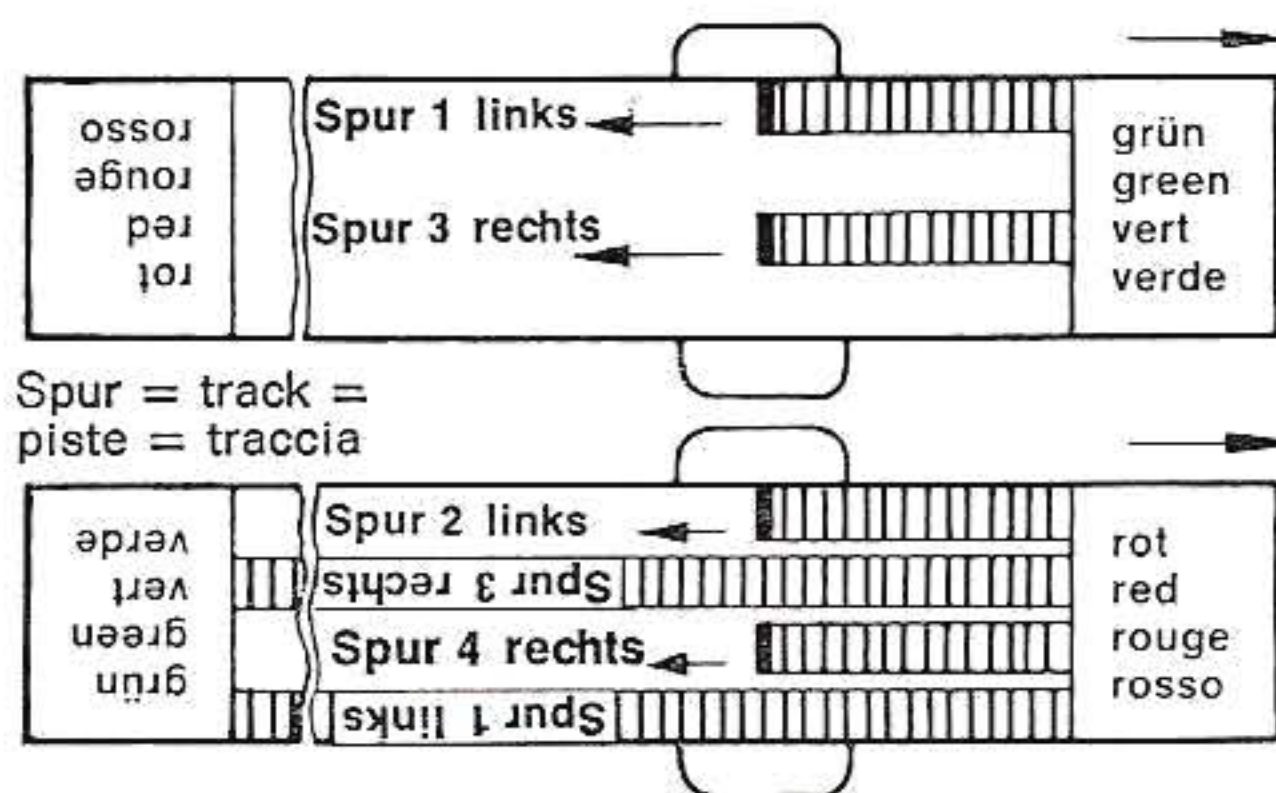 rosso
rouge
red
rot
Spur 1 links
Spur 3 rechts
grün
green
vert
verde
Spur = track =
piste = traccia
verde
vert
green
grün
Spur 2 links
Spur 3 rechts
Spur 4 rechts
Spur 1 links
rot
red
rouge
rosso